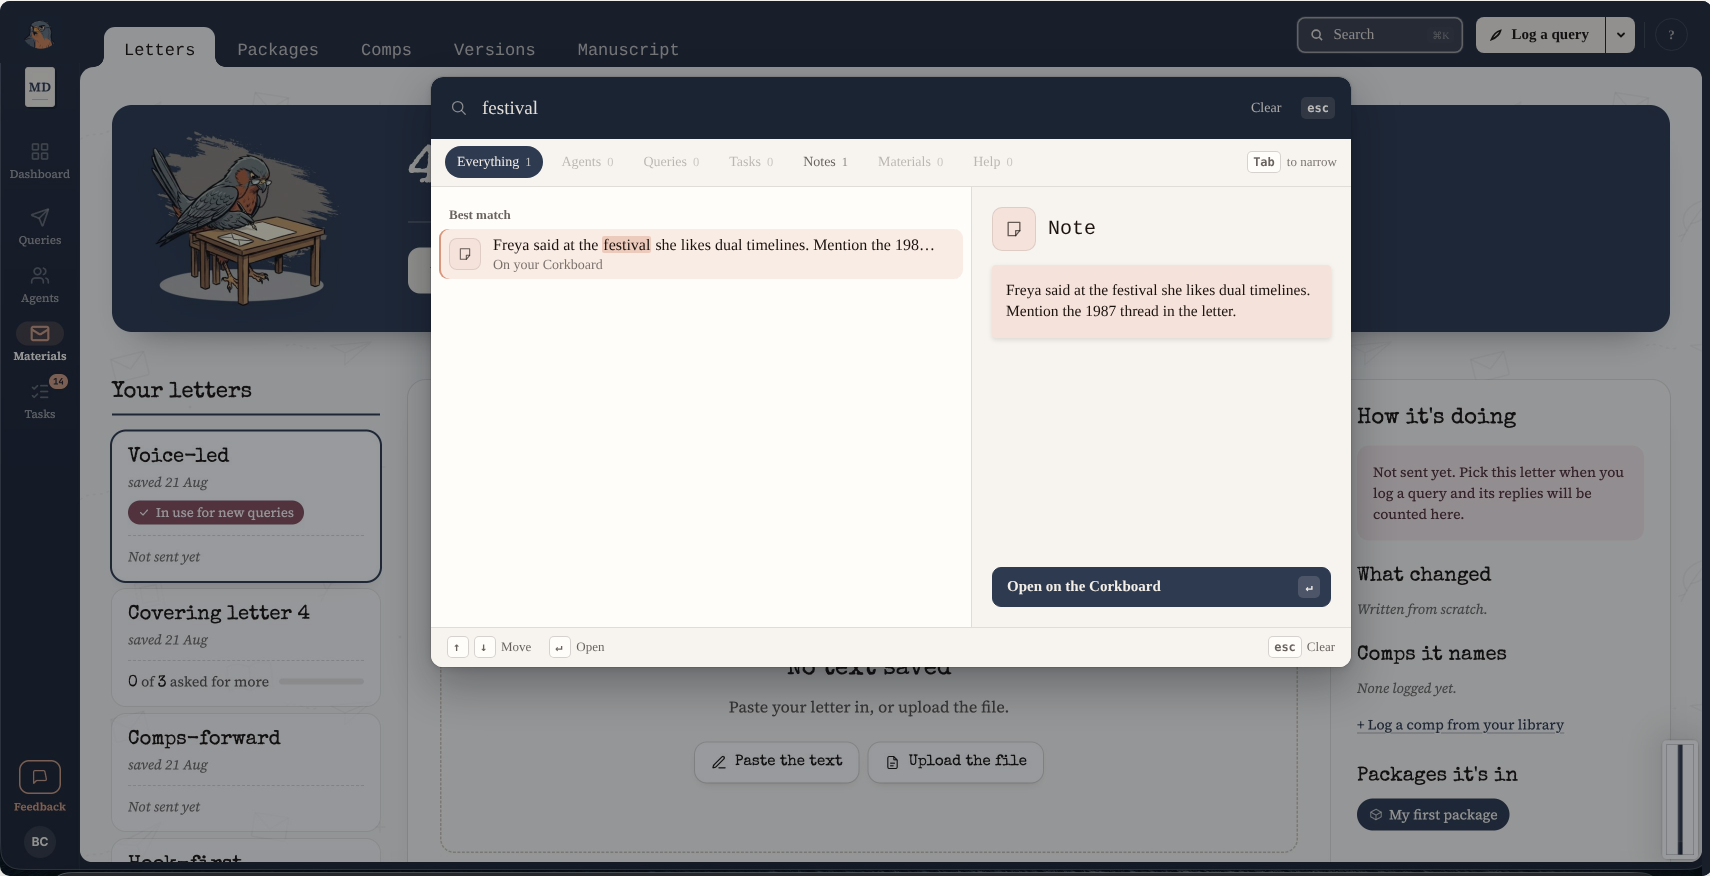 Letters
Packages
Comps
Versions
Manuscript
Search ⌘K
Log a query
?
MD
Dashboard
Queries
Agents
Materials
14
Tasks
Feedback
BC
festival
Clear
esc
Everything 1
Agents 0
Queries 0
Tasks 0
Notes 1
Materials 0
Help 0
Tab to narrow
Best match
Freya said at the festival she likes dual timelines. Mention the 198…
On your Corkboard
Note
Freya said at the festival she likes dual timelines.
Mention the 1987 thread in the letter.
Open on the Corkboard ↵
↑ ↓ Move
↵ Open
esc Clear
4
Your letters
Voice-led
saved 21 Aug
In use for new queries
Not sent yet
Covering letter 4
saved 21 Aug
0 of 3 asked for more
Comps-forward
saved 21 Aug
Not sent yet
Hook-first
No text saved
Paste your letter in, or upload the file.
Paste the text
Upload the file
How it's doing
Not sent yet. Pick this letter when you
log a query and its replies will be
counted here.
What changed
Written from scratch.
Comps it names
None logged yet.
+ Log a comp from your library
Packages it's in
My first package